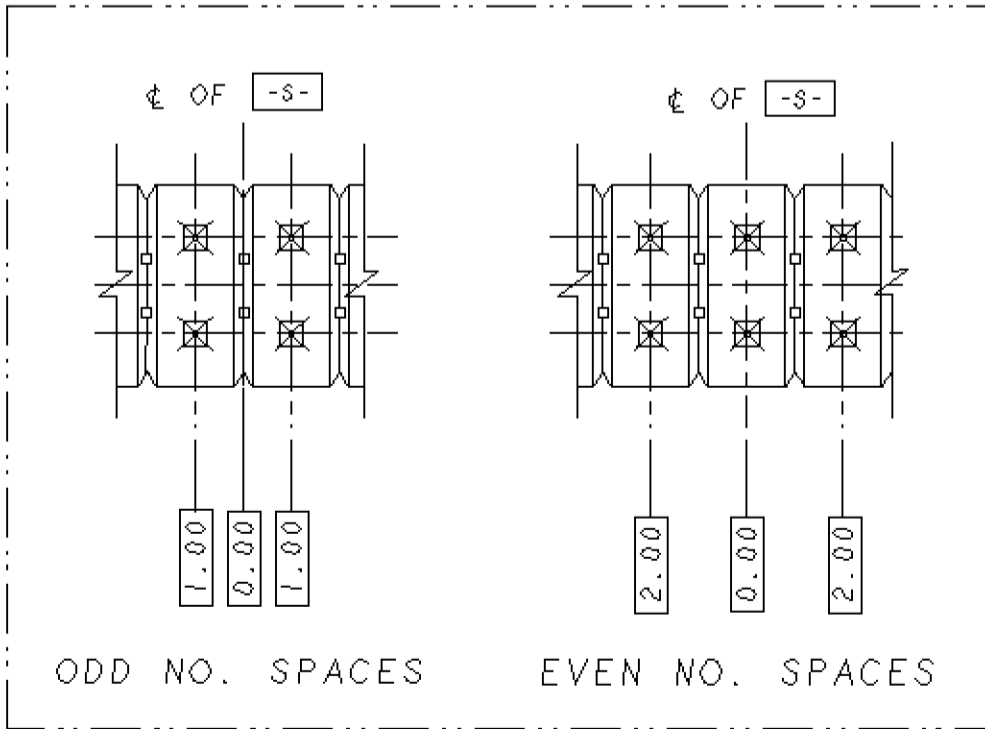 ℄ OF -S-
℄ OF -S-
1.00
0.00
1.00
2.00
0.00
2.00
ODD NO. SPACES
EVEN NO. SPACES